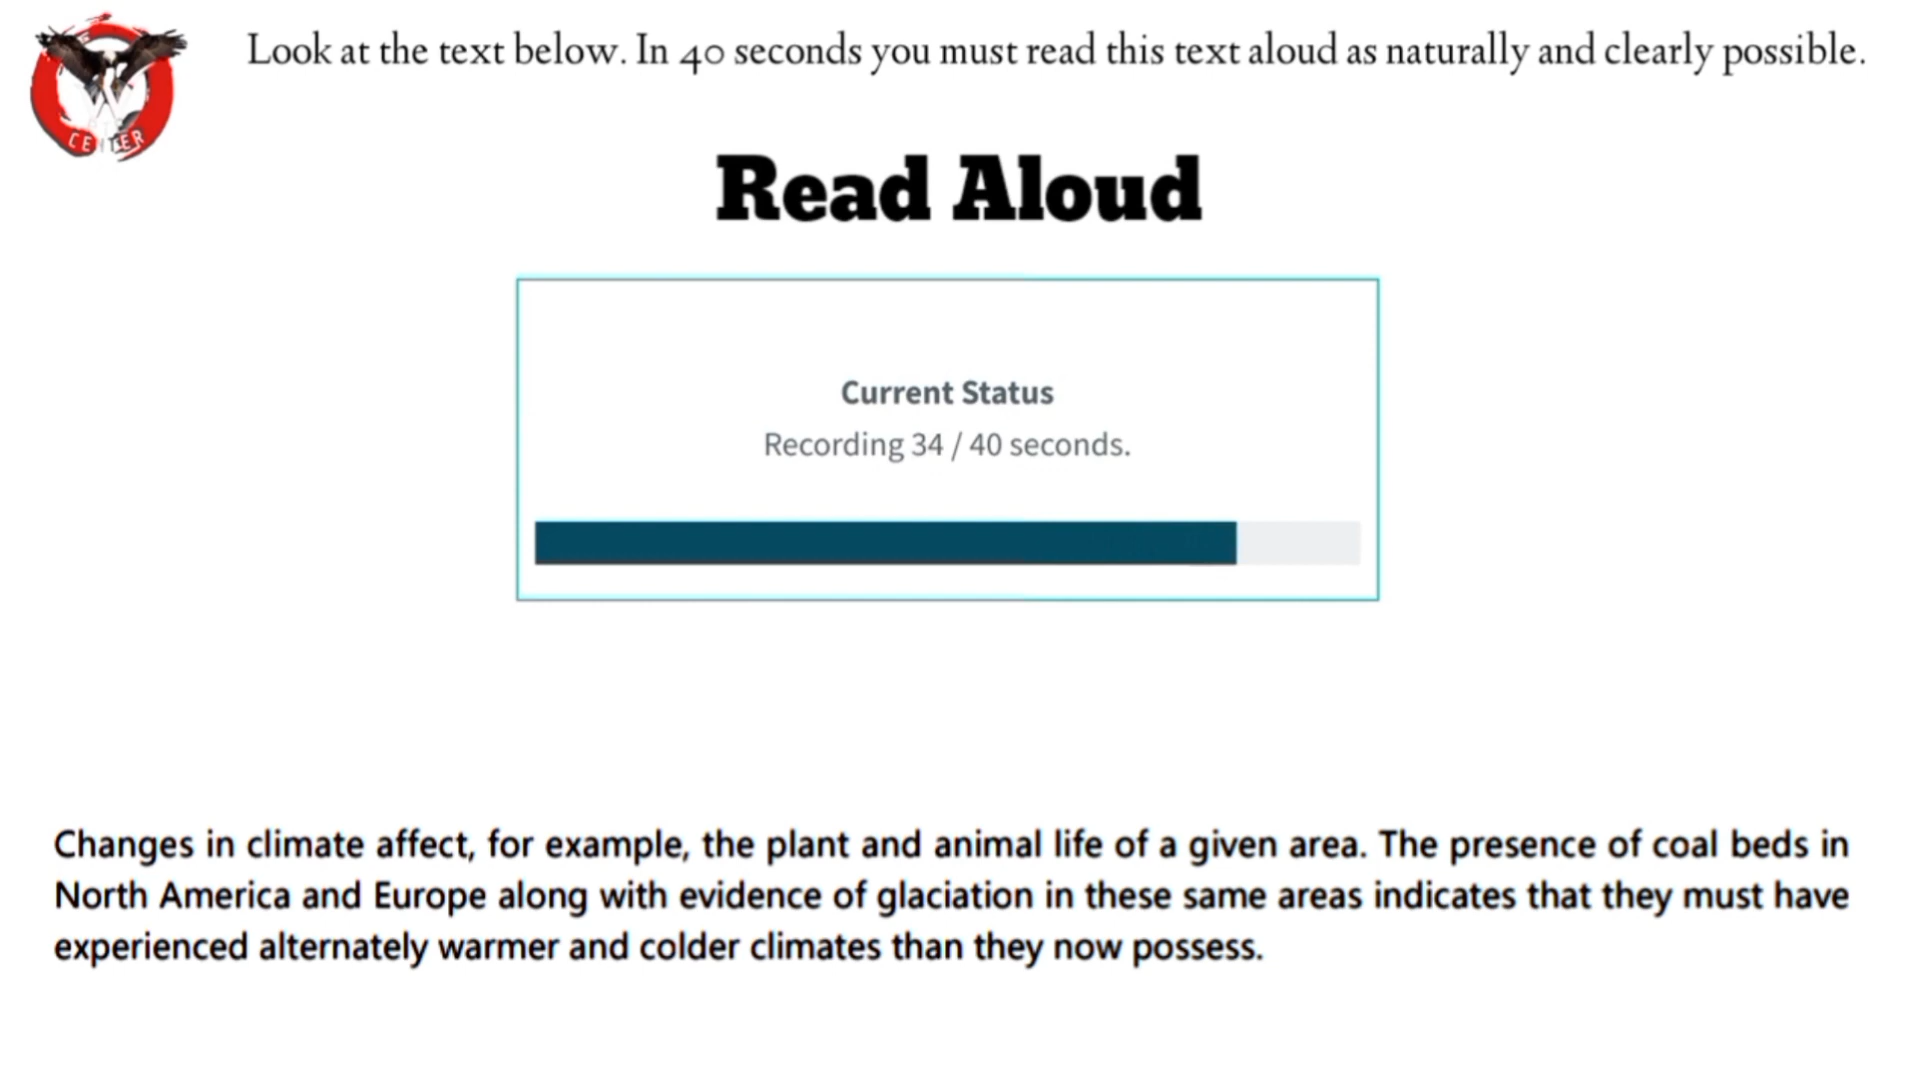 Look at the text below. In 40 seconds you must read this text aloud as naturally and clearly possible.
CENTER
Read Aloud
Current Status
Recording 34 / 40 seconds.
Changes in climate affect, for example, the plant and animal life of a given area. The presence of coal beds in
North America and Europe along with evidence of glaciation in these same areas indicates that they must have
experienced alternately warmer and colder climates than they now possess.